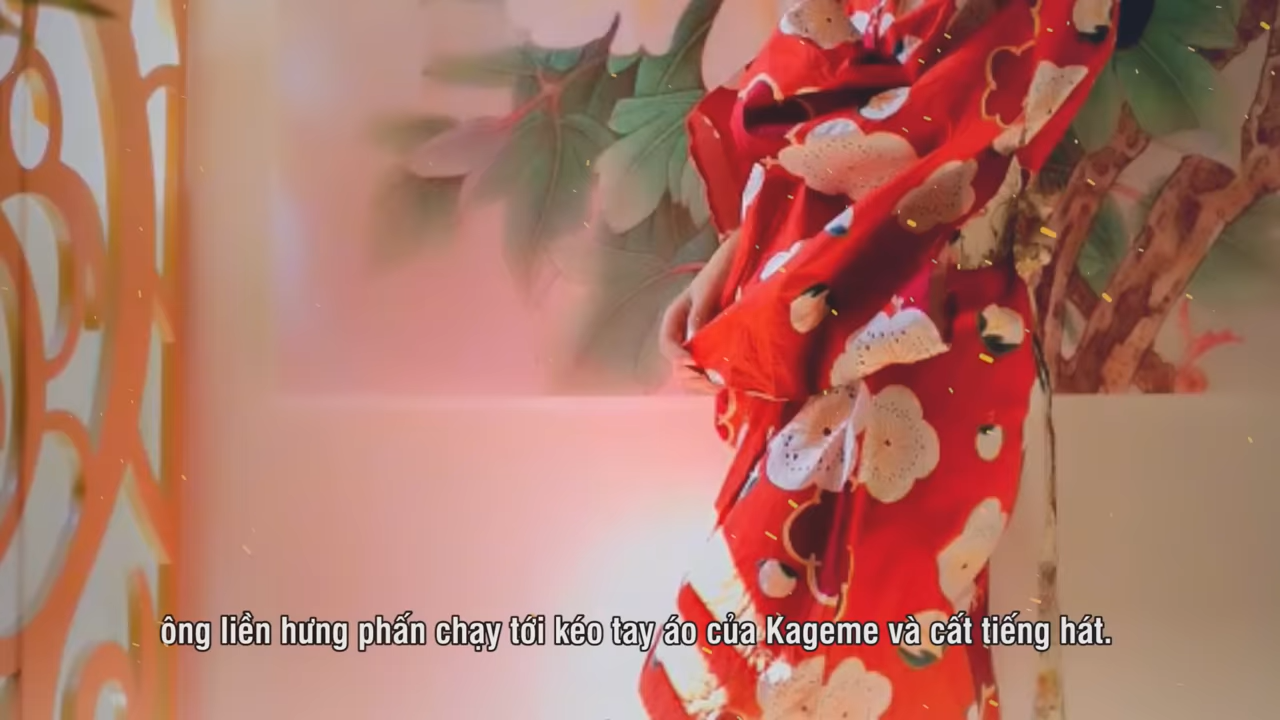 ông liền hưng phấn chạy tới kéo tay áo của Kageme và cất tiếng hát.